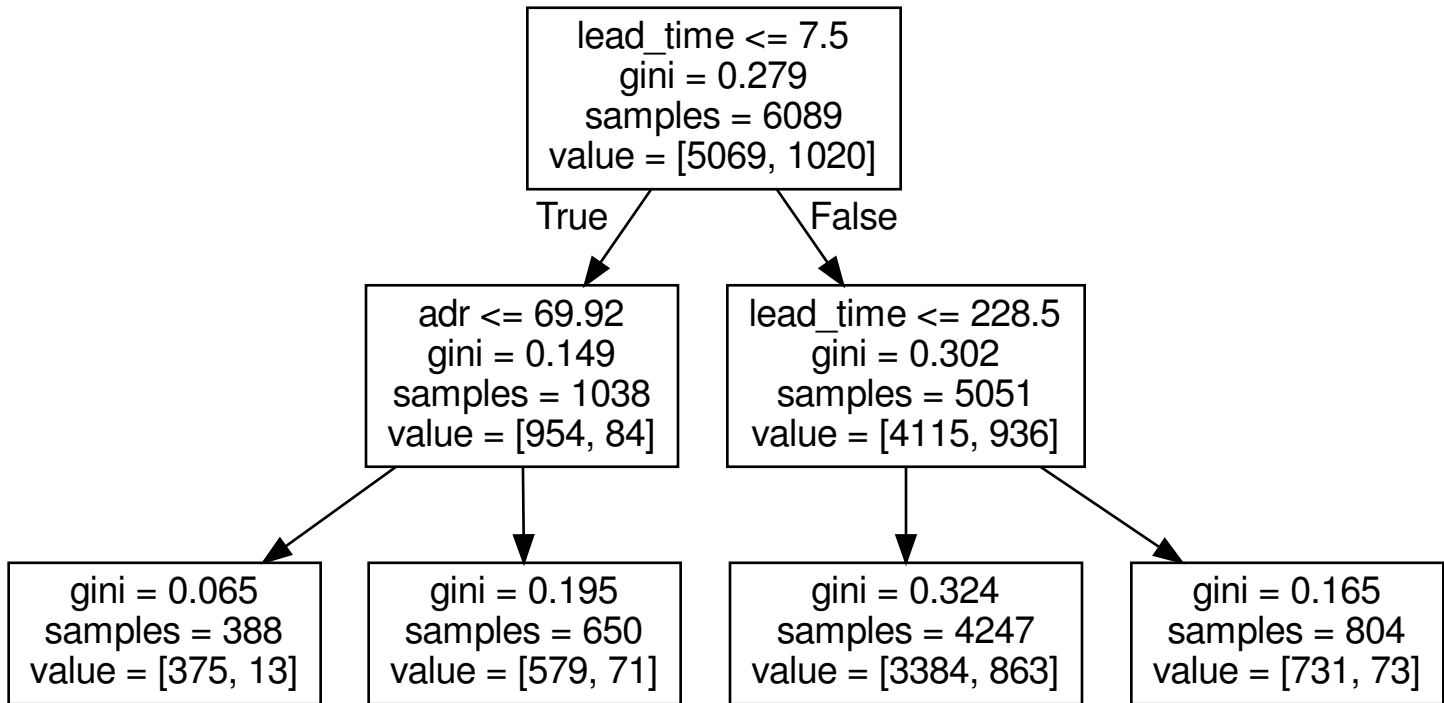 lead_time <= 7.5
gini = 0.279
samples = 6089
value = [5069, 1020]
True
False
adr <= 69.92
gini = 0.149
samples = 1038
value = [954, 84]
lead_time <= 228.5
gini = 0.302
samples = 5051
value = [4115, 936]
gini = 0.065
samples = 388
value = [375, 13]
gini = 0.195
samples = 650
value = [579, 71]
gini = 0.324
samples = 4247
value = [3384, 863]
gini = 0.165
samples = 804
value = [731, 73]